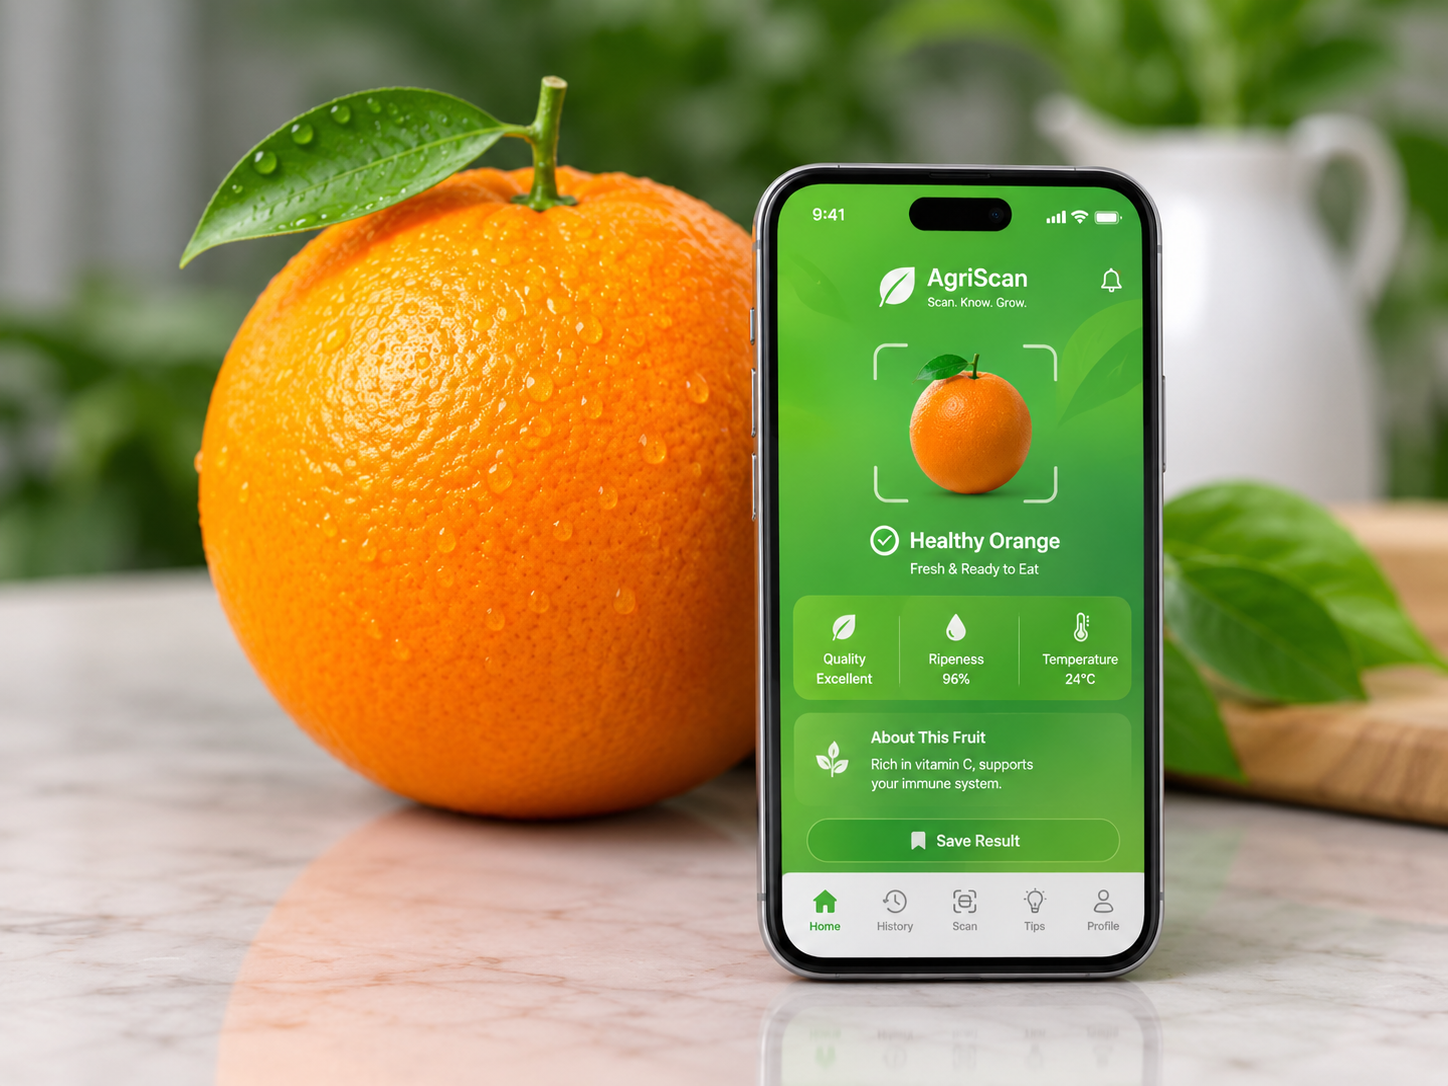 9:41
AgriScan
Scan. Know. Grow.
Healthy Orange
Fresh & Ready to Eat
Quality
Excellent
Ripeness
96%
Temperature
24°C
About This Fruit
Rich in vitamin C, supports
your immune system.
Save Result
Home
History
Scan
Tips
Profile